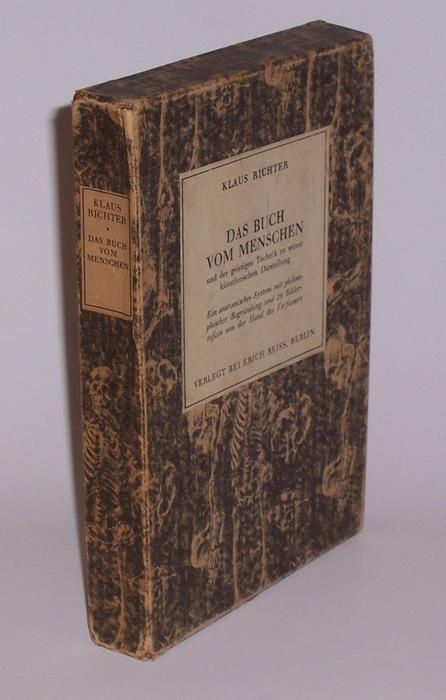 KLAUS
RICHTER
•
DAS BUCH
VOM
MENSCHEN
KLAUS RICHTER
DAS BUCH
VOM MENSCHEN
und der geistigen Technik zu seiner
künstlerischen Darstellung
Ein anatomisches System mit philoso-
phischer Begründung und 29 Bilder-
tafeln von der Hand des Verfassers
VERLEGT BEI ERICH REISS, BERLIN